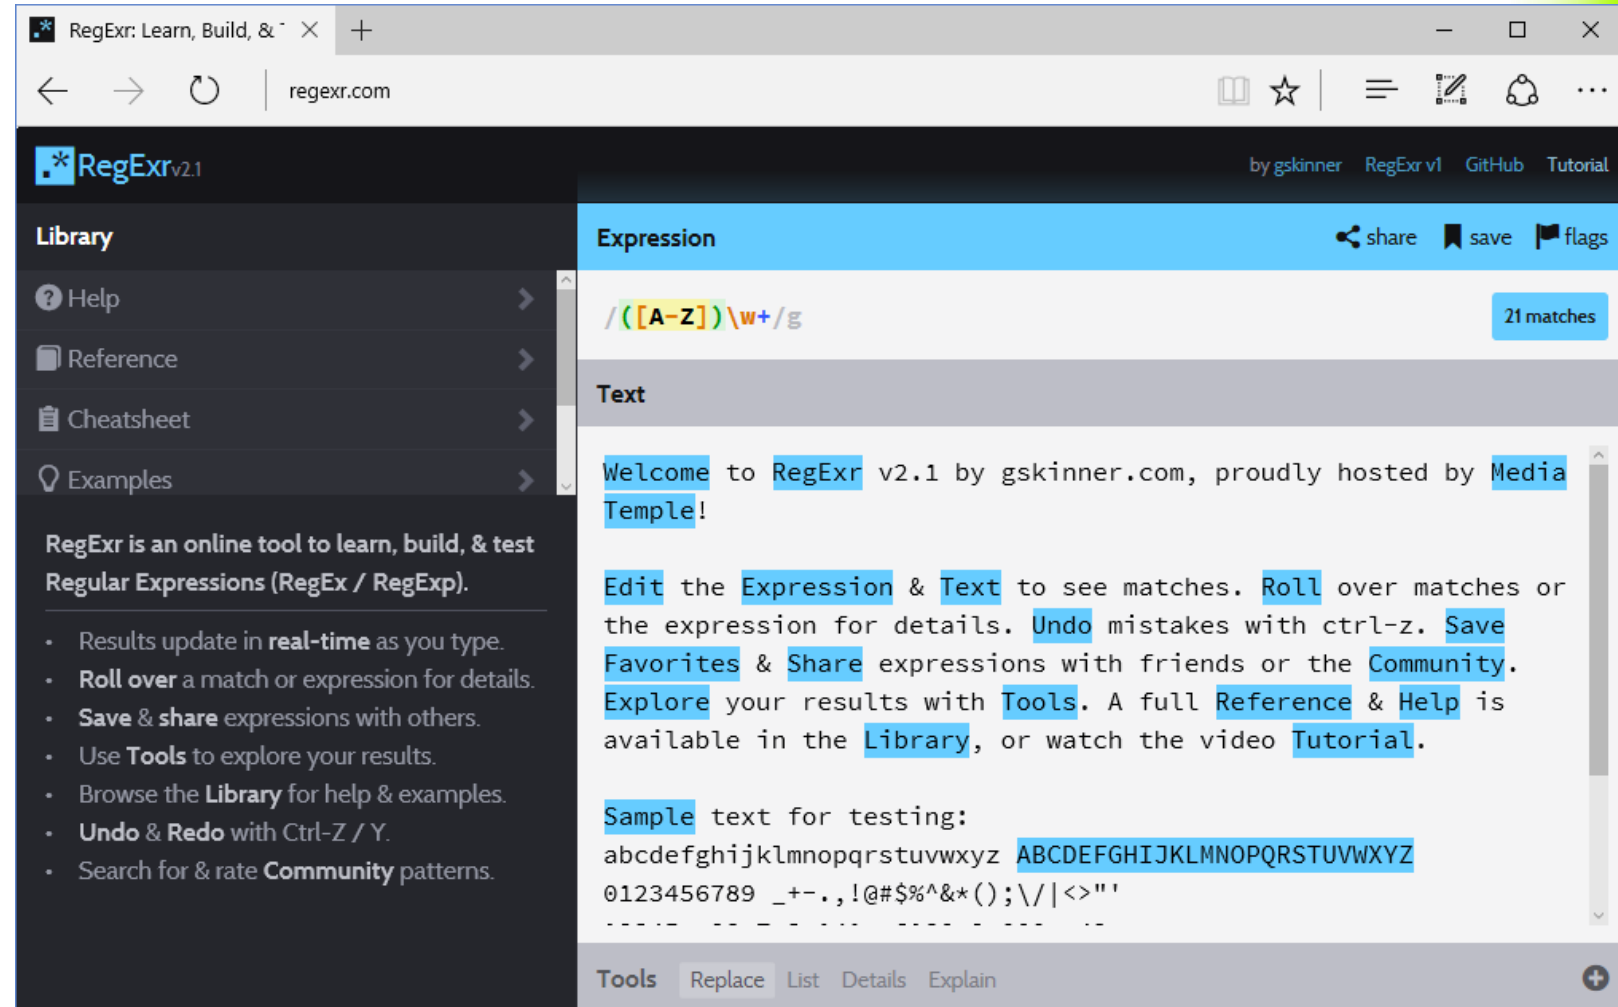 RegExr: Learn, Build, &
regexr.com
.* RegExr v2.1
by gskinner RegExr v1 GitHub Tutorial
Library
Help
Reference
Cheatsheet
Examples
RegExr is an online tool to learn, build, & test
Regular Expressions (RegEx / RegExp).
• Results update in real-time as you type.
• Roll over a match or expression for details.
• Save & share expressions with others.
• Use Tools to explore your results.
• Browse the Library for help & examples.
• Undo & Redo with Ctrl-Z / Y.
• Search for & rate Community patterns.
Expression share save flags
/([A-Z])\w+/g 21 matches
Text
Welcome to RegExr v2.1 by gskinner.com, proudly hosted by Media
Temple!
Edit the Expression & Text to see matches. Roll over matches or
the expression for details. Undo mistakes with ctrl-z. Save
Favorites & Share expressions with friends or the Community.
Explore your results with Tools. A full Reference & Help is
available in the Library, or watch the video Tutorial.
Sample text for testing:
abcdefghijklmnopqrstuvwxyz ABCDEFGHIJKLMNOPQRSTUVWXYZ
0123456789 _+-.,!@#$%^&*();\/|<>"'
Tools Replace List Details Explain